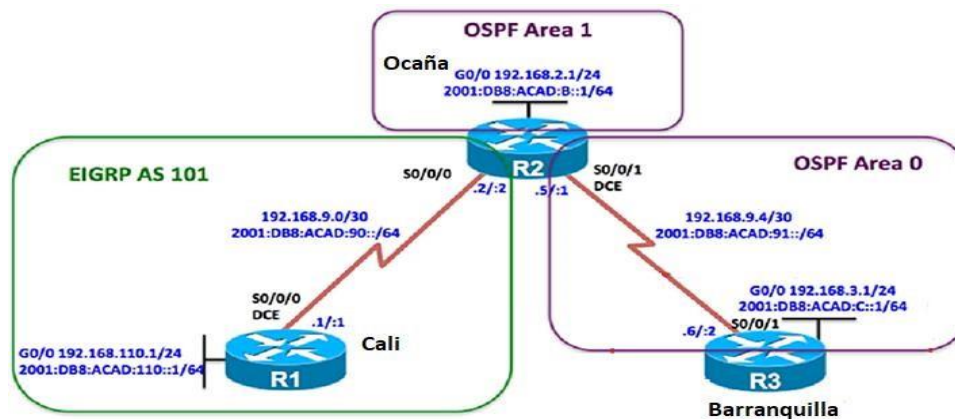 OSPF Area 1
Ocaña
G0/0 192.168.2.1/24
2001:DB8:ACAD:B::1/64
EIGRP AS 101
R2
OSPF Area 0
S0/0/0
.2/:2
.5/:1
S0/0/1
DCE
192.168.9.0/30
2001:DB8:ACAD:90::/64
192.168.9.4/30
2001:DB8:ACAD:91::/64
G0/0 192.168.3.1/24
2001:DB8:ACAD:C::1/64
S0/0/0
DCE
.1/:1
Cali
.6/:2
S0/0/1
G0/0 192.168.110.1/24
2001:DB8:ACAD:110::1/64
R1
R3
Barranquilla